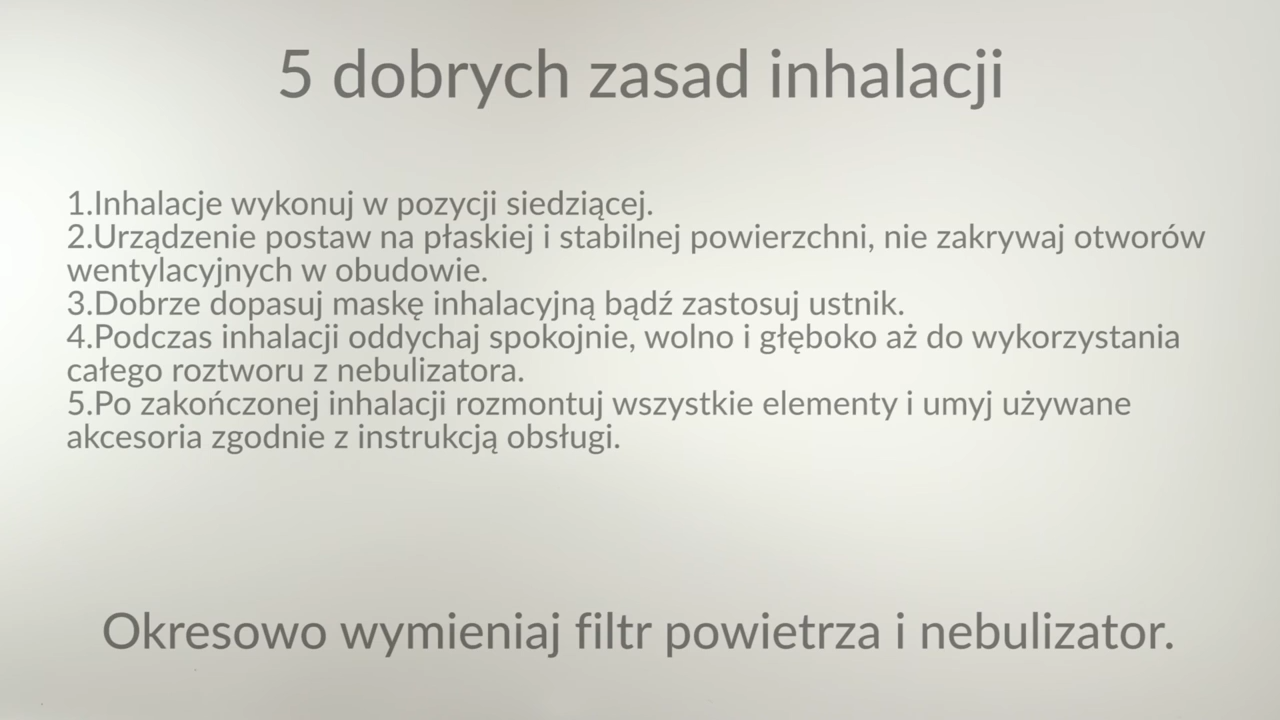 5 dobrych zasad inhalacji
1.Inhalacje wykonuj w pozycji siedziącej.
2.Urządzenie postaw na płaskiej i stabilnej powierzchni, nie zakrywaj otworów
wentylacyjnych w obudowie.
3.Dobrze dopasuj maskę inhalacyjną bądź zastosuj ustnik.
4.Podczas inhalacji oddychaj spokojnie, wolno i głęboko aż do wykorzystania
całego roztworu z nebulizatora.
5.Po zakończonej inhalacji rozmontuj wszystkie elementy i umyj używane
akcesoria zgodnie z instrukcją obsługi.
Okresowo wymieniaj filtr powietrza i nebulizator.